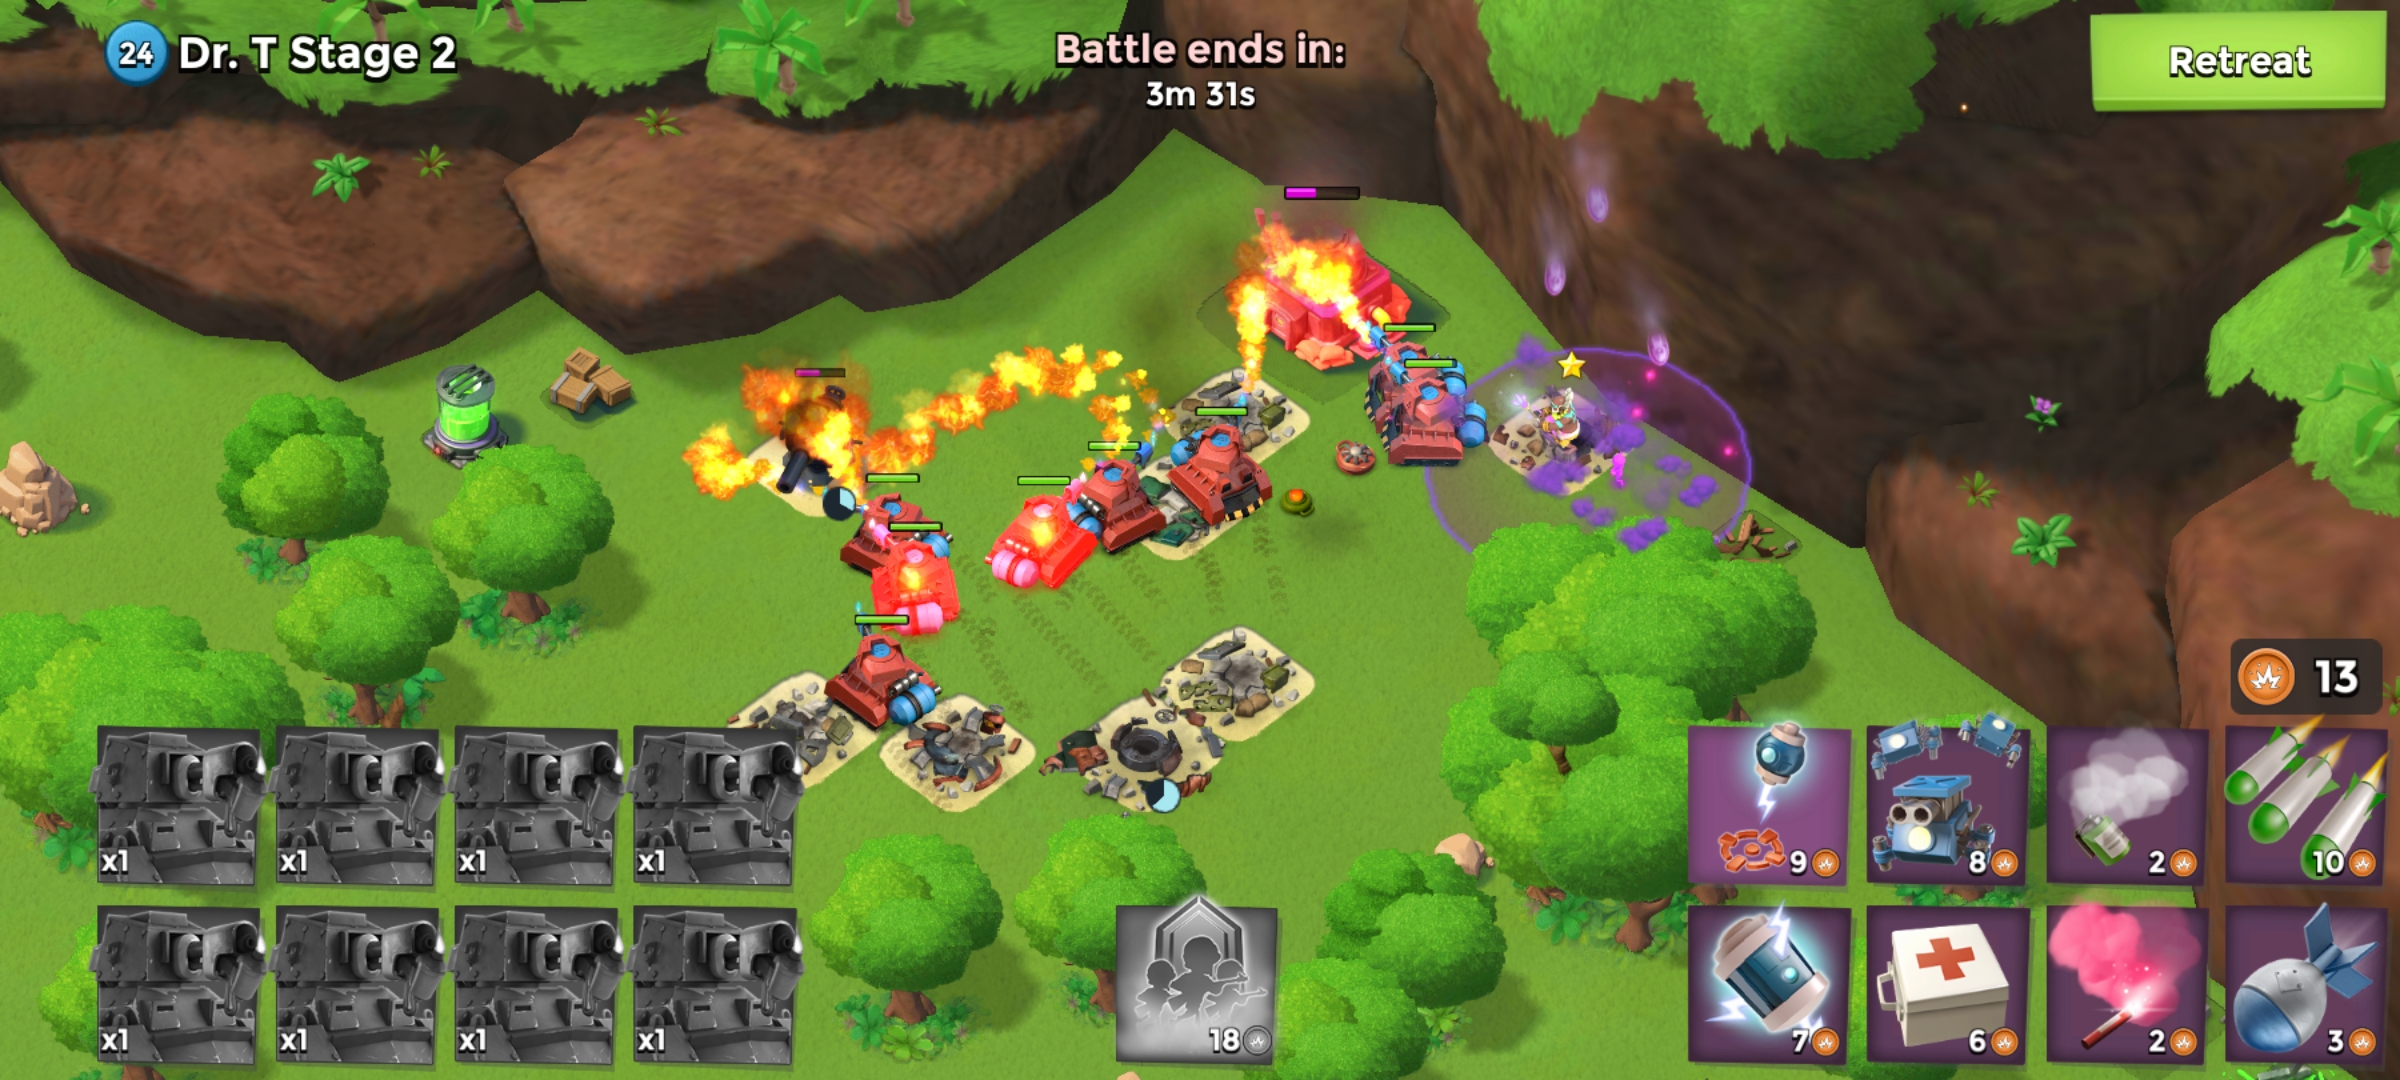 24 Dr. T Stage 2
Battle ends in:
3m 31s
Retreat
13
9 8 2 10
x1 x1 x1 x1
7 6 2 3
x1 x1 x1 x1
18